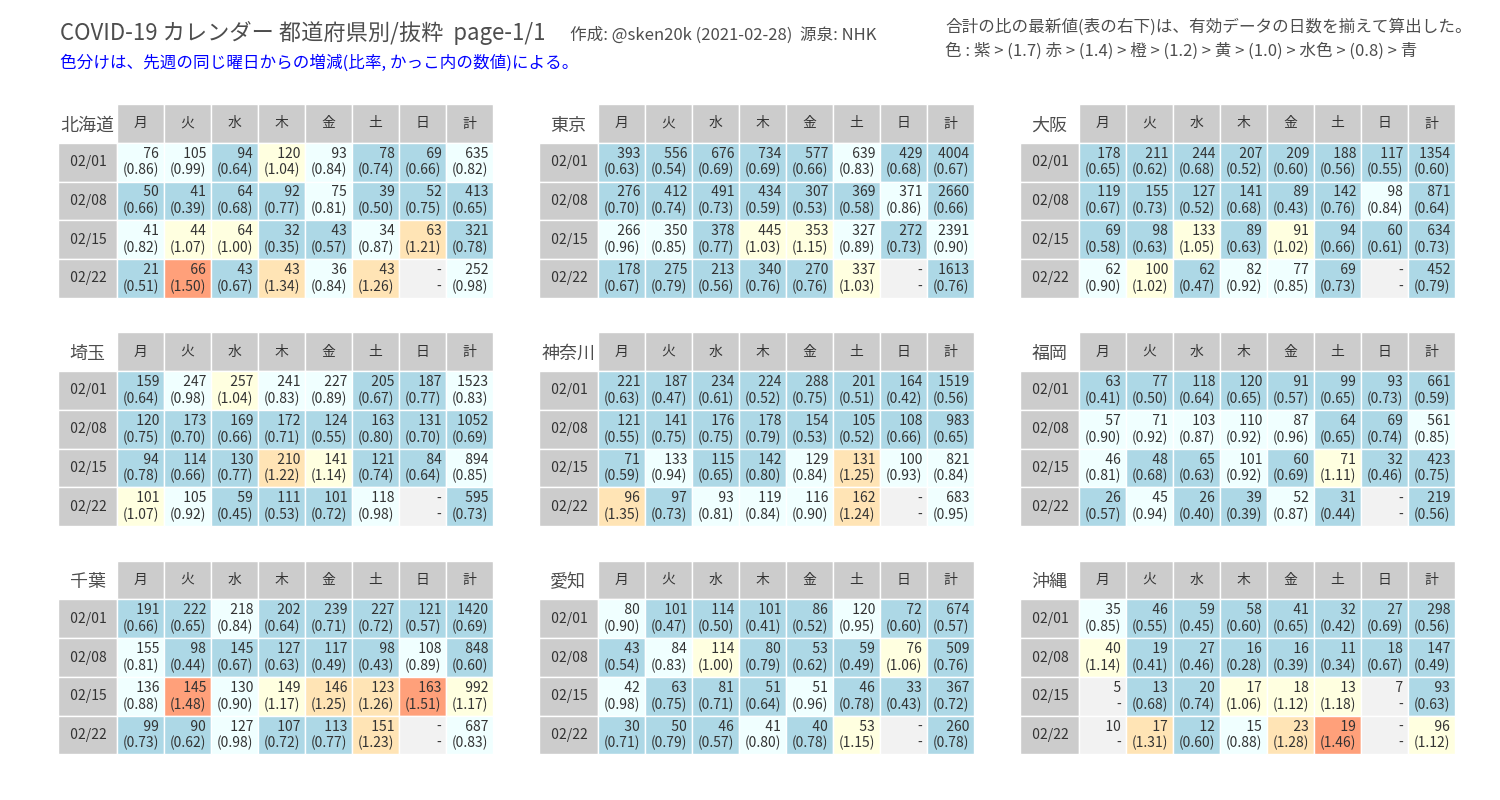 COVID-19 カレンダー 都道府県別/抜粋 page-1/1 作成: @sken20k (2021-02-28) 源泉: NHK
合計の比の最新値(表の右下)は、有効データの日数を揃えて算出した。
色分けは、先週の同じ曜日からの増減(比率, かっこ内の数値)による。
色 : 紫 > (1.7) 赤 > (1.4) > 橙 > (1.2) > 黄 > (1.0) > 水色 > (0.8) > 青
北海道 月 火 水 木 金 土 日 計
02/01 76 105 94 120 93 78 69 635
(0.86) (0.99) (0.64) (1.04) (0.84) (0.74) (0.66) (0.82)
02/08 50 41 64 92 75 39 52 413
(0.66) (0.39) (0.68) (0.77) (0.81) (0.50) (0.75) (0.65)
02/15 41 44 64 32 43 34 63 321
(0.82) (1.07) (1.00) (0.35) (0.57) (0.87) (1.21) (0.78)
02/22 21 66 43 43 36 43 - 252
(0.51) (1.50) (0.67) (1.34) (0.84) (1.26) - (0.98)
東京 月 火 水 木 金 土 日 計
02/01 393 556 676 734 577 639 429 4004
(0.63) (0.54) (0.69) (0.69) (0.66) (0.83) (0.68) (0.67)
02/08 276 412 491 434 307 369 371 2660
(0.70) (0.74) (0.73) (0.59) (0.53) (0.58) (0.86) (0.66)
02/15 266 350 378 445 353 327 272 2391
(0.96) (0.85) (0.77) (1.03) (1.15) (0.89) (0.73) (0.90)
02/22 178 275 213 340 270 337 - 1613
(0.67) (0.79) (0.56) (0.76) (0.76) (1.03) - (0.76)
大阪 月 火 水 木 金 土 日 計
02/01 178 211 244 207 209 188 117 1354
(0.65) (0.62) (0.68) (0.52) (0.60) (0.56) (0.55) (0.60)
02/08 119 155 127 141 89 142 98 871
(0.67) (0.73) (0.52) (0.68) (0.43) (0.76) (0.84) (0.64)
02/15 69 98 133 89 91 94 60 634
(0.58) (0.63) (1.05) (0.63) (1.02) (0.66) (0.61) (0.73)
02/22 62 100 62 82 77 69 - 452
(0.90) (1.02) (0.47) (0.92) (0.85) (0.73) - (0.79)
埼玉 月 火 水 木 金 土 日 計
02/01 159 247 257 241 227 205 187 1523
(0.64) (0.98) (1.04) (0.83) (0.89) (0.67) (0.77) (0.83)
02/08 120 173 169 172 124 163 131 1052
(0.75) (0.70) (0.66) (0.71) (0.55) (0.80) (0.70) (0.69)
02/15 94 114 130 210 141 121 84 894
(0.78) (0.66) (0.77) (1.22) (1.14) (0.74) (0.64) (0.85)
02/22 101 105 59 111 101 118 - 595
(1.07) (0.92) (0.45) (0.53) (0.72) (0.98) - (0.73)
神奈川 月 火 水 木 金 土 日 計
02/01 221 187 234 224 288 201 164 1519
(0.63) (0.47) (0.61) (0.52) (0.75) (0.51) (0.42) (0.56)
02/08 121 141 176 178 154 105 108 983
(0.55) (0.75) (0.75) (0.79) (0.53) (0.52) (0.66) (0.65)
02/15 71 133 115 142 129 131 100 821
(0.59) (0.94) (0.65) (0.80) (0.84) (1.25) (0.93) (0.84)
02/22 96 97 93 119 116 162 - 683
(1.35) (0.73) (0.81) (0.84) (0.90) (1.24) - (0.95)
福岡 月 火 水 木 金 土 日 計
02/01 63 77 118 120 91 99 93 661
(0.41) (0.50) (0.64) (0.65) (0.57) (0.65) (0.73) (0.59)
02/08 57 71 103 110 87 64 69 561
(0.90) (0.92) (0.87) (0.92) (0.96) (0.65) (0.74) (0.85)
02/15 46 48 65 101 60 71 32 423
(0.81) (0.68) (0.63) (0.92) (0.69) (1.11) (0.46) (0.75)
02/22 26 45 26 39 52 31 - 219
(0.57) (0.94) (0.40) (0.39) (0.87) (0.44) - (0.56)
千葉 月 火 水 木 金 土 日 計
02/01 191 222 218 202 239 227 121 1420
(0.66) (0.65) (0.84) (0.64) (0.71) (0.72) (0.57) (0.69)
02/08 155 98 145 127 117 98 108 848
(0.81) (0.44) (0.67) (0.63) (0.49) (0.43) (0.89) (0.60)
02/15 136 145 130 149 146 123 163 992
(0.88) (1.48) (0.90) (1.17) (1.25) (1.26) (1.51) (1.17)
02/22 99 90 127 107 113 151 - 687
(0.73) (0.62) (0.98) (0.72) (0.77) (1.23) - (0.83)
愛知 月 火 水 木 金 土 日 計
02/01 80 101 114 101 86 120 72 674
(0.90) (0.47) (0.50) (0.41) (0.52) (0.95) (0.60) (0.57)
02/08 43 84 114 80 53 59 76 509
(0.54) (0.83) (1.00) (0.79) (0.62) (0.49) (1.06) (0.76)
02/15 42 63 81 51 51 46 33 367
(0.98) (0.75) (0.71) (0.64) (0.96) (0.78) (0.43) (0.72)
02/22 30 50 46 41 40 53 - 260
(0.71) (0.79) (0.57) (0.80) (0.78) (1.15) - (0.78)
沖縄 月 火 水 木 金 土 日 計
02/01 35 46 59 58 41 32 27 298
(0.85) (0.55) (0.45) (0.60) (0.65) (0.42) (0.69) (0.56)
02/08 40 19 27 16 16 11 18 147
(1.14) (0.41) (0.46) (0.28) (0.39) (0.34) (0.67) (0.49)
02/15 5 13 20 17 18 13 7 93
- (0.68) (0.74) (1.06) (1.12) (1.18) - (0.63)
02/22 10 17 12 15 23 19 - 96
- (1.31) (0.60) (0.88) (1.28) (1.46) - (1.12)